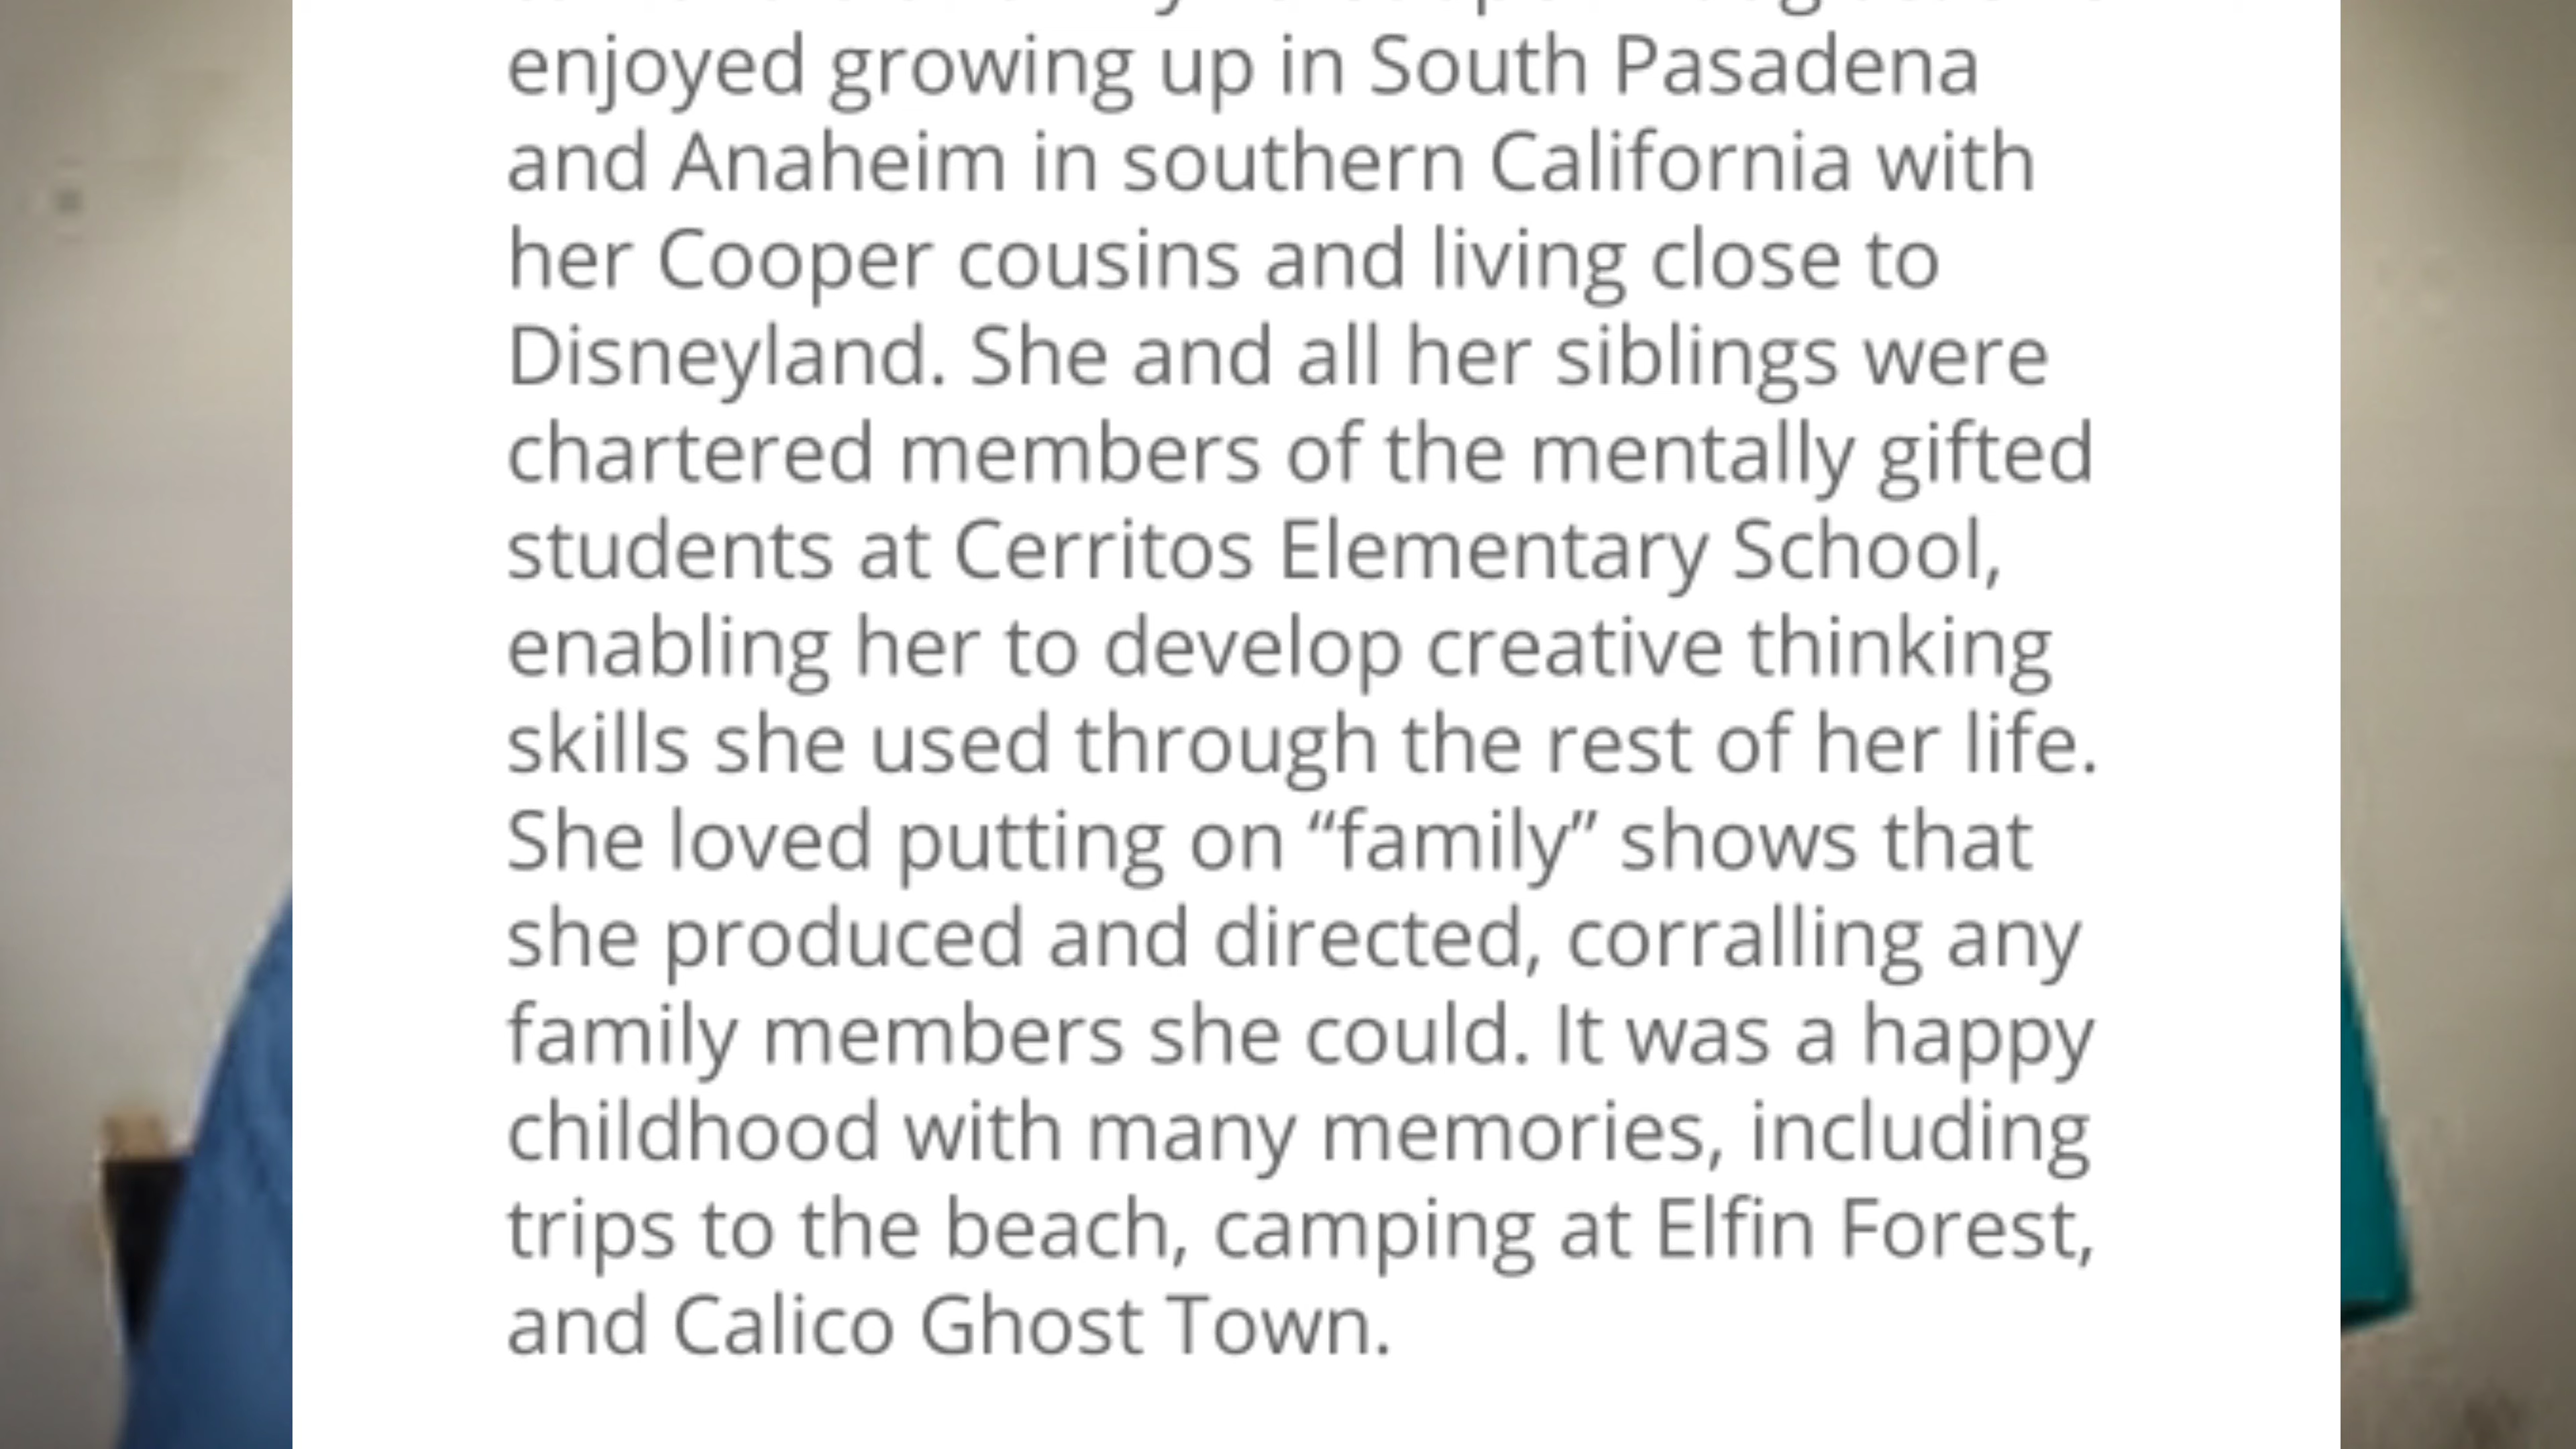 enjoyed growing up in South Pasadena
and Anaheim in southern California with
her Cooper cousins and living close to
Disneyland. She and all her siblings were
chartered members of the mentally gifted
students at Cerritos Elementary School,
enabling her to develop creative thinking
skills she used through the rest of her life.
She loved putting on “family” shows that
she produced and directed, corralling any
family members she could. It was a happy
childhood with many memories, including
trips to the beach, camping at Elfin Forest,
and Calico Ghost Town.